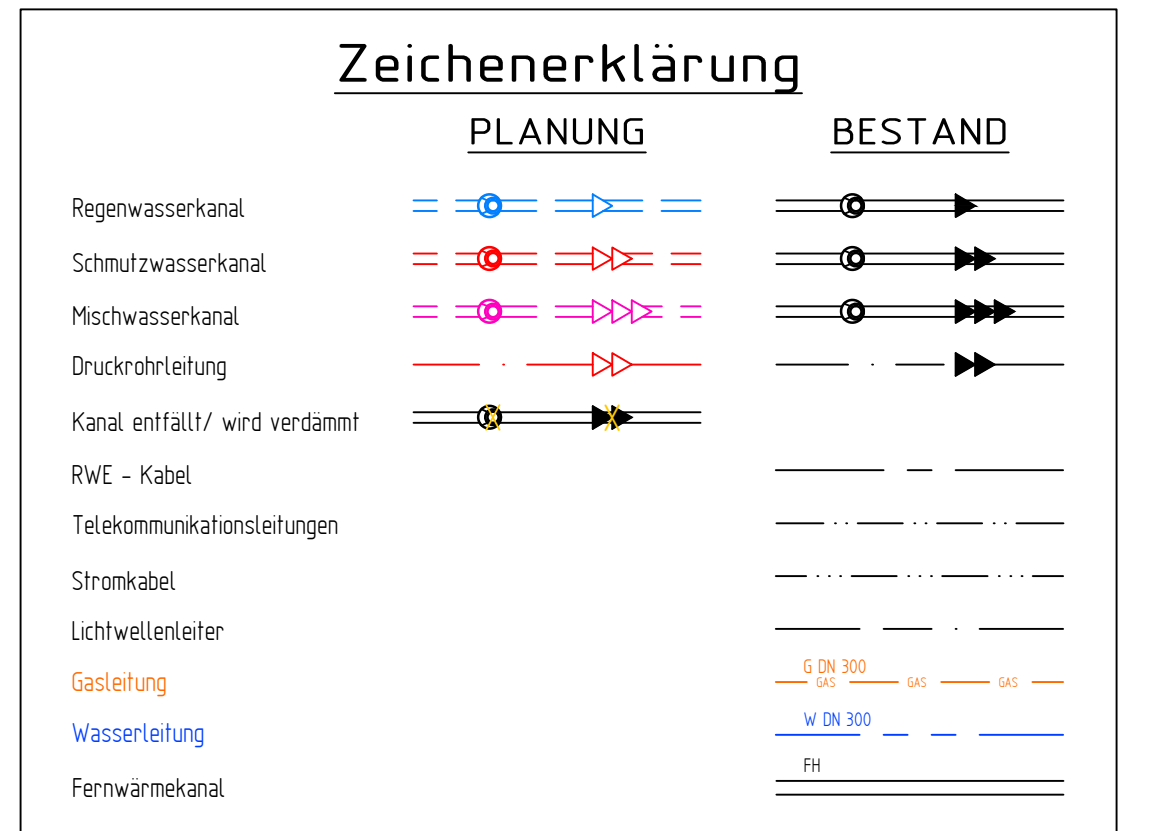 Zeichenerklärung
PLANUNG BESTAND
Regenwasserkanal
Schmutzwasserkanal
Mischwasserkanal
Druckrohrleitung
Kanal entfällt/ wird verdämmt
RWE - Kabel
Telekommunikationsleitungen
Stromkabel
Lichtwellenleiter
G DN 300
Gasleitung GAS GAS GAS
W DN 300
Wasserleitung
FH
Fernwärmekanal